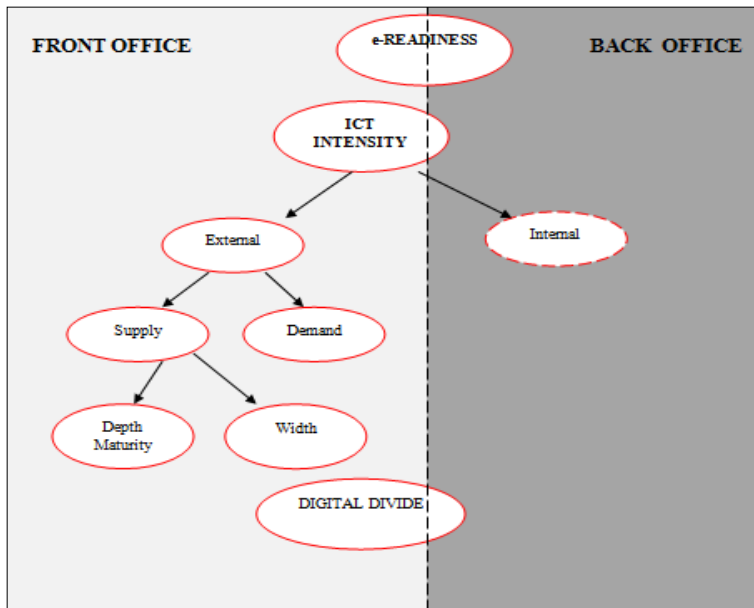 FRONT OFFICE
e-READINESS
BACK OFFICE
ICT
INTENSITY
External
Internal
Supply
Demand
Depth
Maturity
Width
DIGITAL DIVIDE